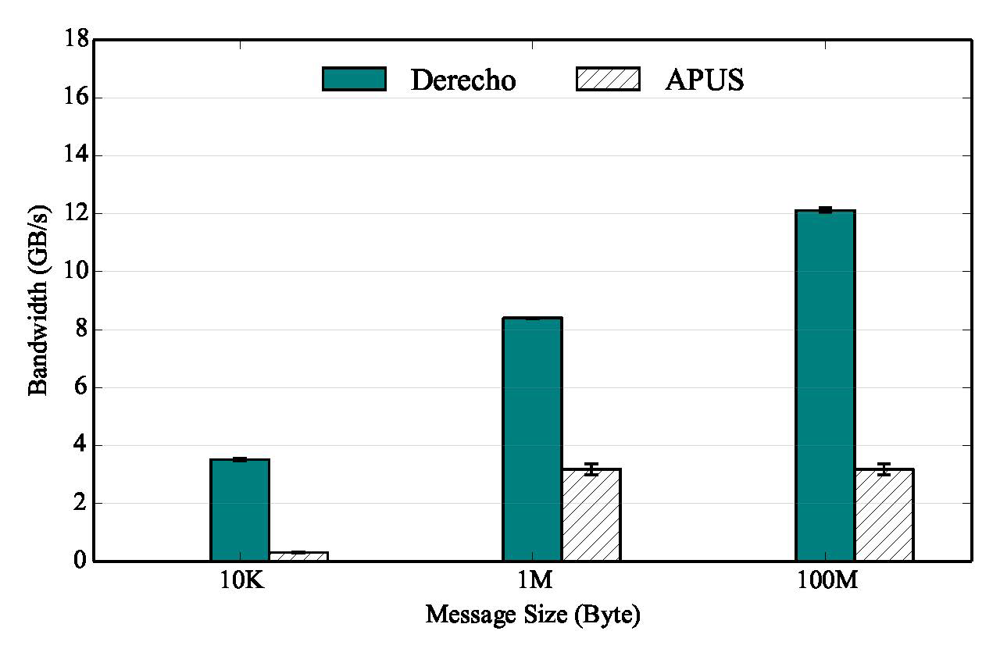 18
16
14
12
10
8
6
4
2
0
Bandwidth (GB/s)
Derecho APUS
10K 1M 100M
Message Size (Byte)